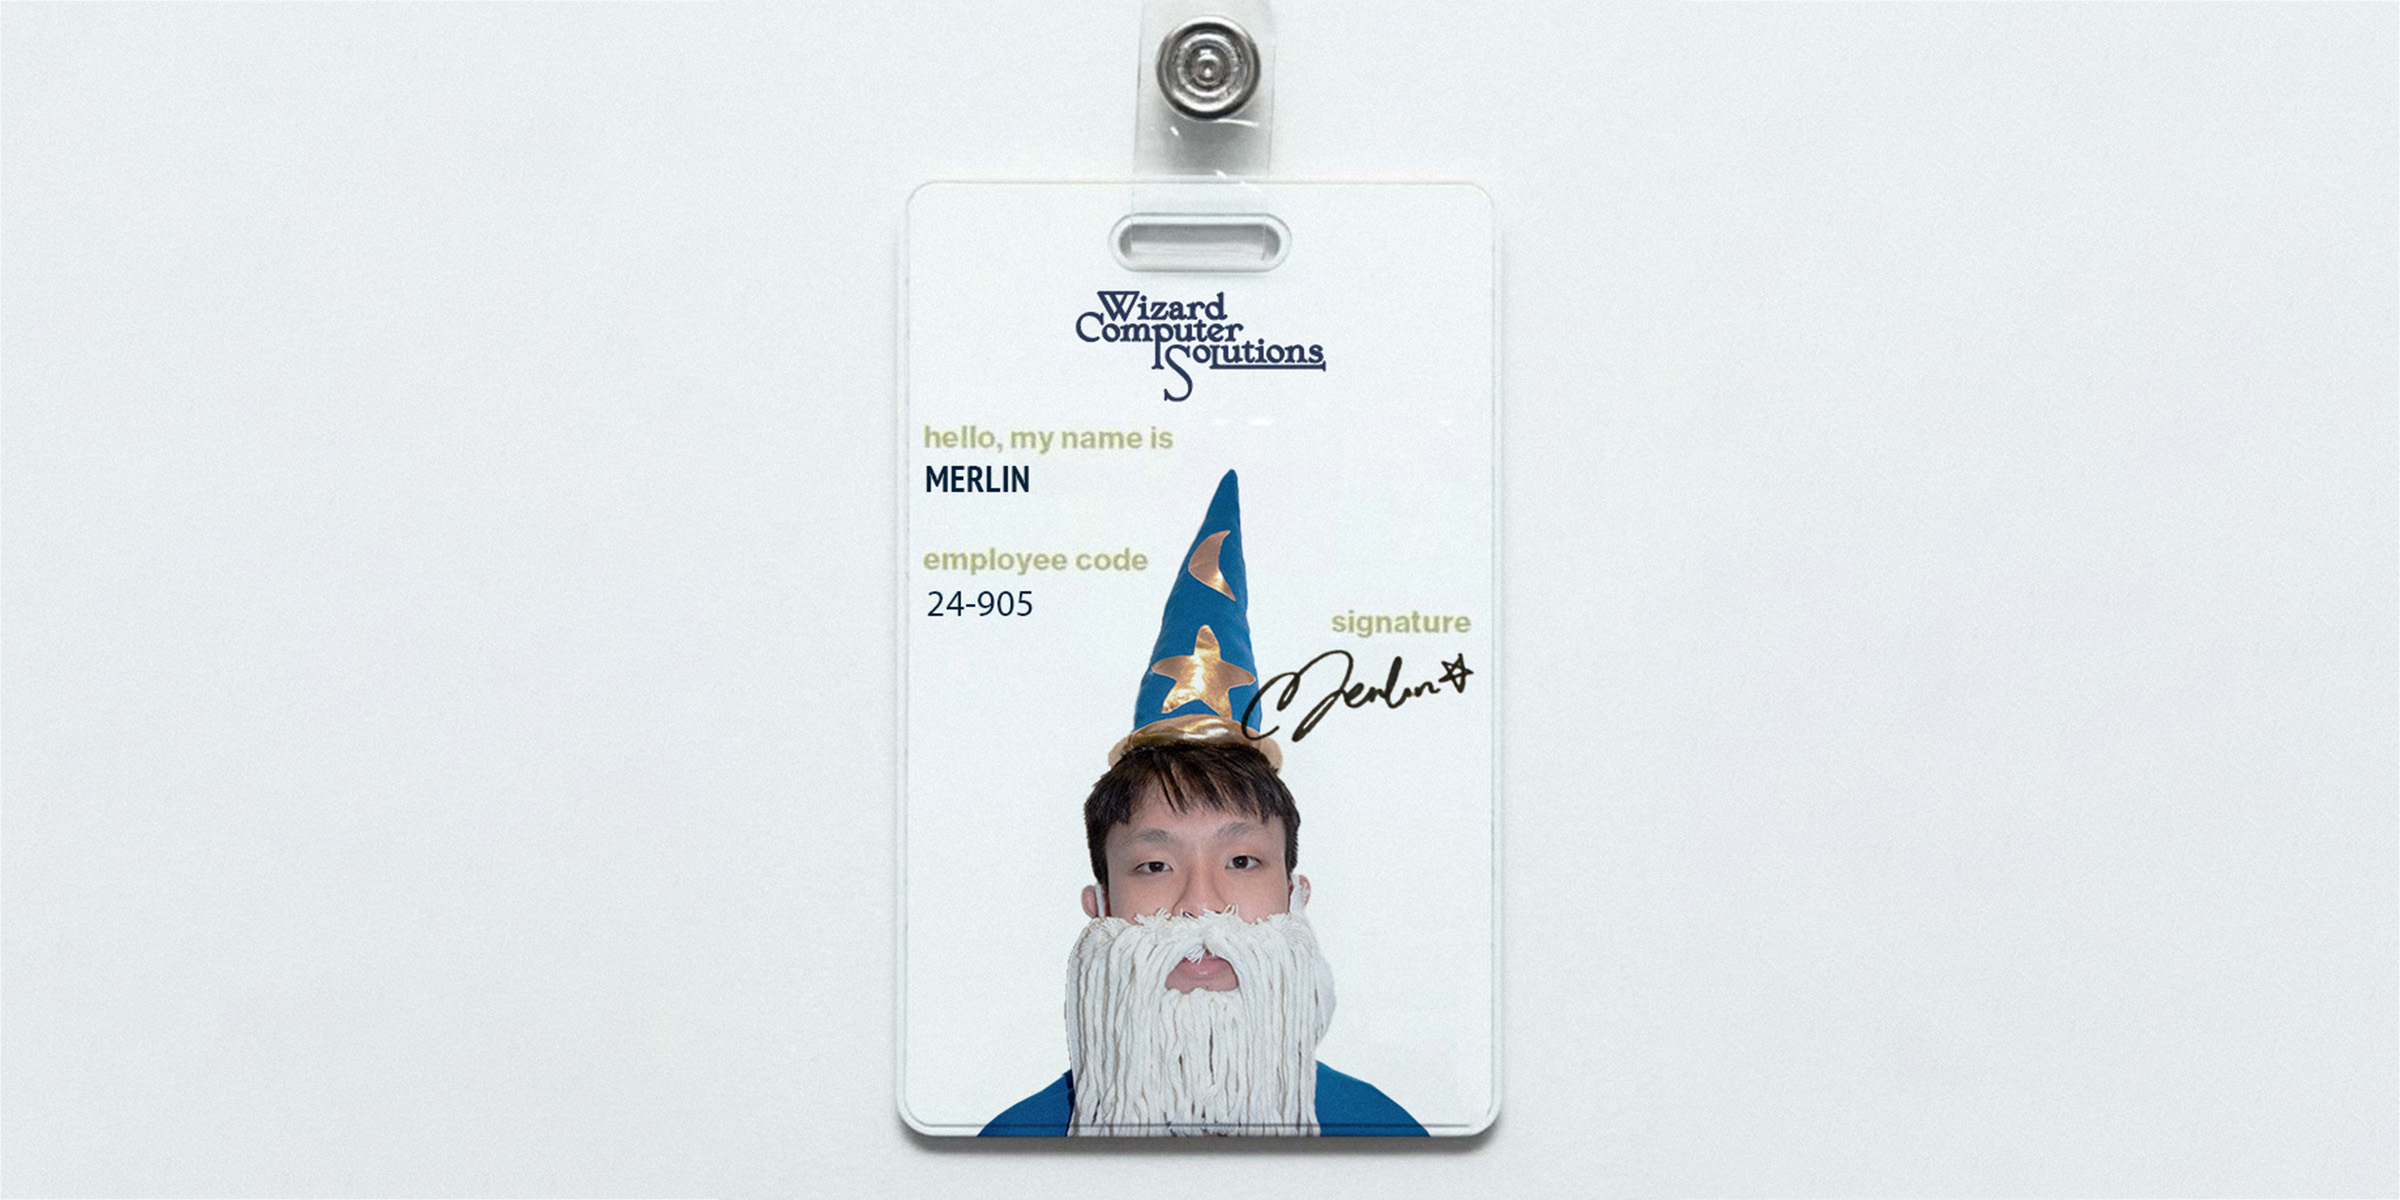 Wizard
Computer
Solutions
hello, my name is
MERLIN
employee code
24-905
signature
Merlin